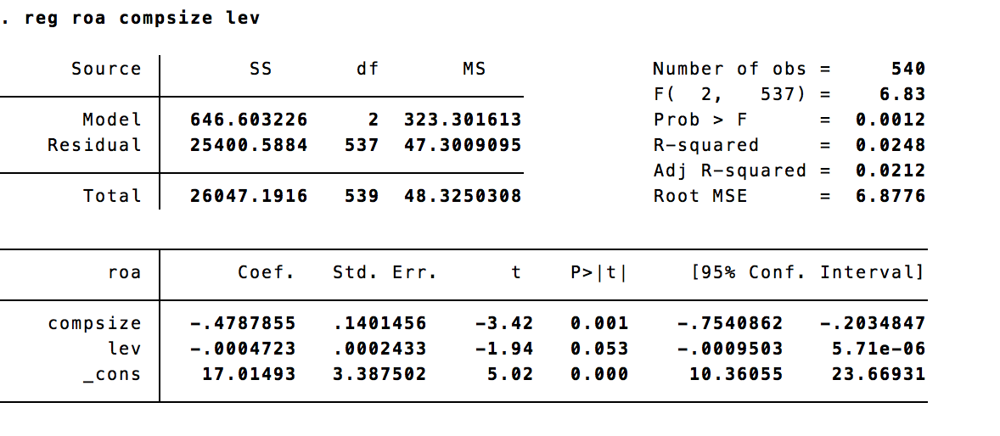 . reg roa compsize lev
Source SS df MS Number of obs = 540
F( 2, 537) = 6.83
Model 646.603226 2 323.301613 Prob > F = 0.0012
Residual 25400.5884 537 47.3009095 R-squared = 0.0248
Adj R-squared = 0.0212
Total 26047.1916 539 48.3250308 Root MSE = 6.8776
roa Coef. Std. Err. t P>|t| [95% Conf. Interval]
compsize -.4787855 .1401456 -3.42 0.001 -.7540862 -.2034847
lev -.0004723 .0002433 -1.94 0.053 -.0009503 5.71e-06
_cons 17.01493 3.387502 5.02 0.000 10.36055 23.66931